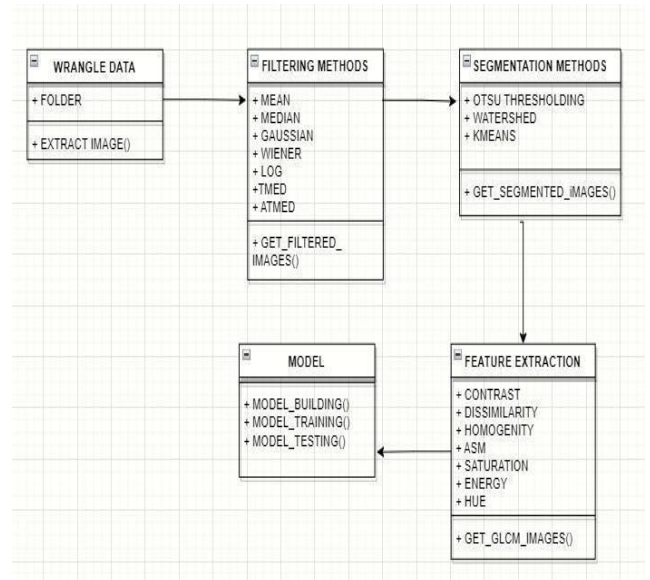 WRANGLE DATA
+ FOLDER
+ EXTRACT IMAGE()
FILTERING METHODS
+ MEAN
+ MEDIAN
+ GAUSSIAN
+ WIENER
+ LOG
+TMED
+ ATMED
+ GET_FILTERED_
IMAGES()
SEGMENTATION METHODS
+ OTSU THRESHOLDING
+ WATERSHED
+ KMEANS
+ GET_SEGMENTED_iMAGES()
MODEL
+ MODEL_BUILDING()
+ MODEL_TRAINING()
+ MODEL_TESTING()
FEATURE EXTRACTION
+ CONTRAST
+ DISSIMILARITY
+ HOMOGENITY
+ ASM
+ SATURATION
+ ENERGY
+ HUE
+ GET_GLCM_IMAGES()